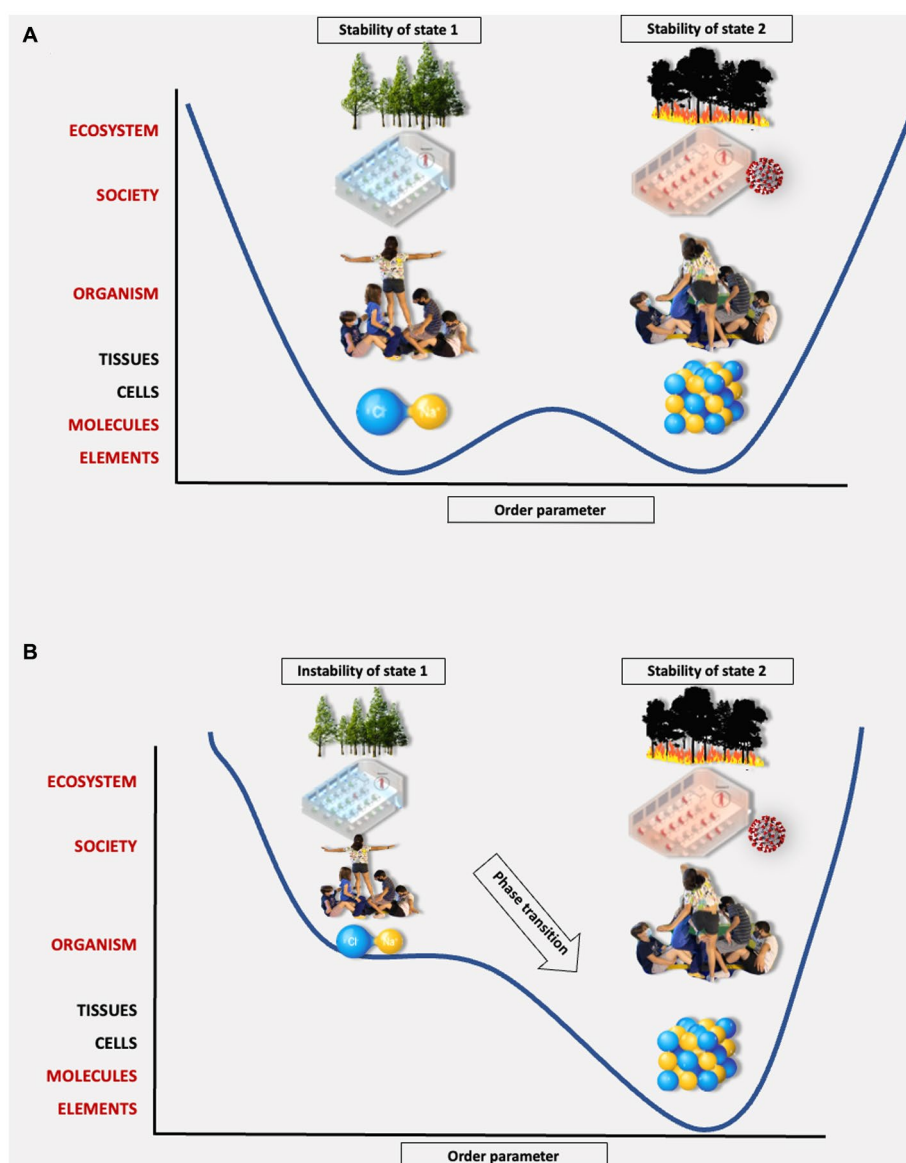 A
Stability of state 1
Stability of state 2
ECOSYSTEM
SOCIETY
ORGANISM
TISSUES
CELLS
MOLECULES
ELEMENTS
Cl
Na
Order parameter
B
Instability of state 1
Stability of state 2
ECOSYSTEM
SOCIETY
ORGANISM
TISSUES
CELLS
MOLECULES
ELEMENTS
Cl
Na
Phase transition
Order parameter